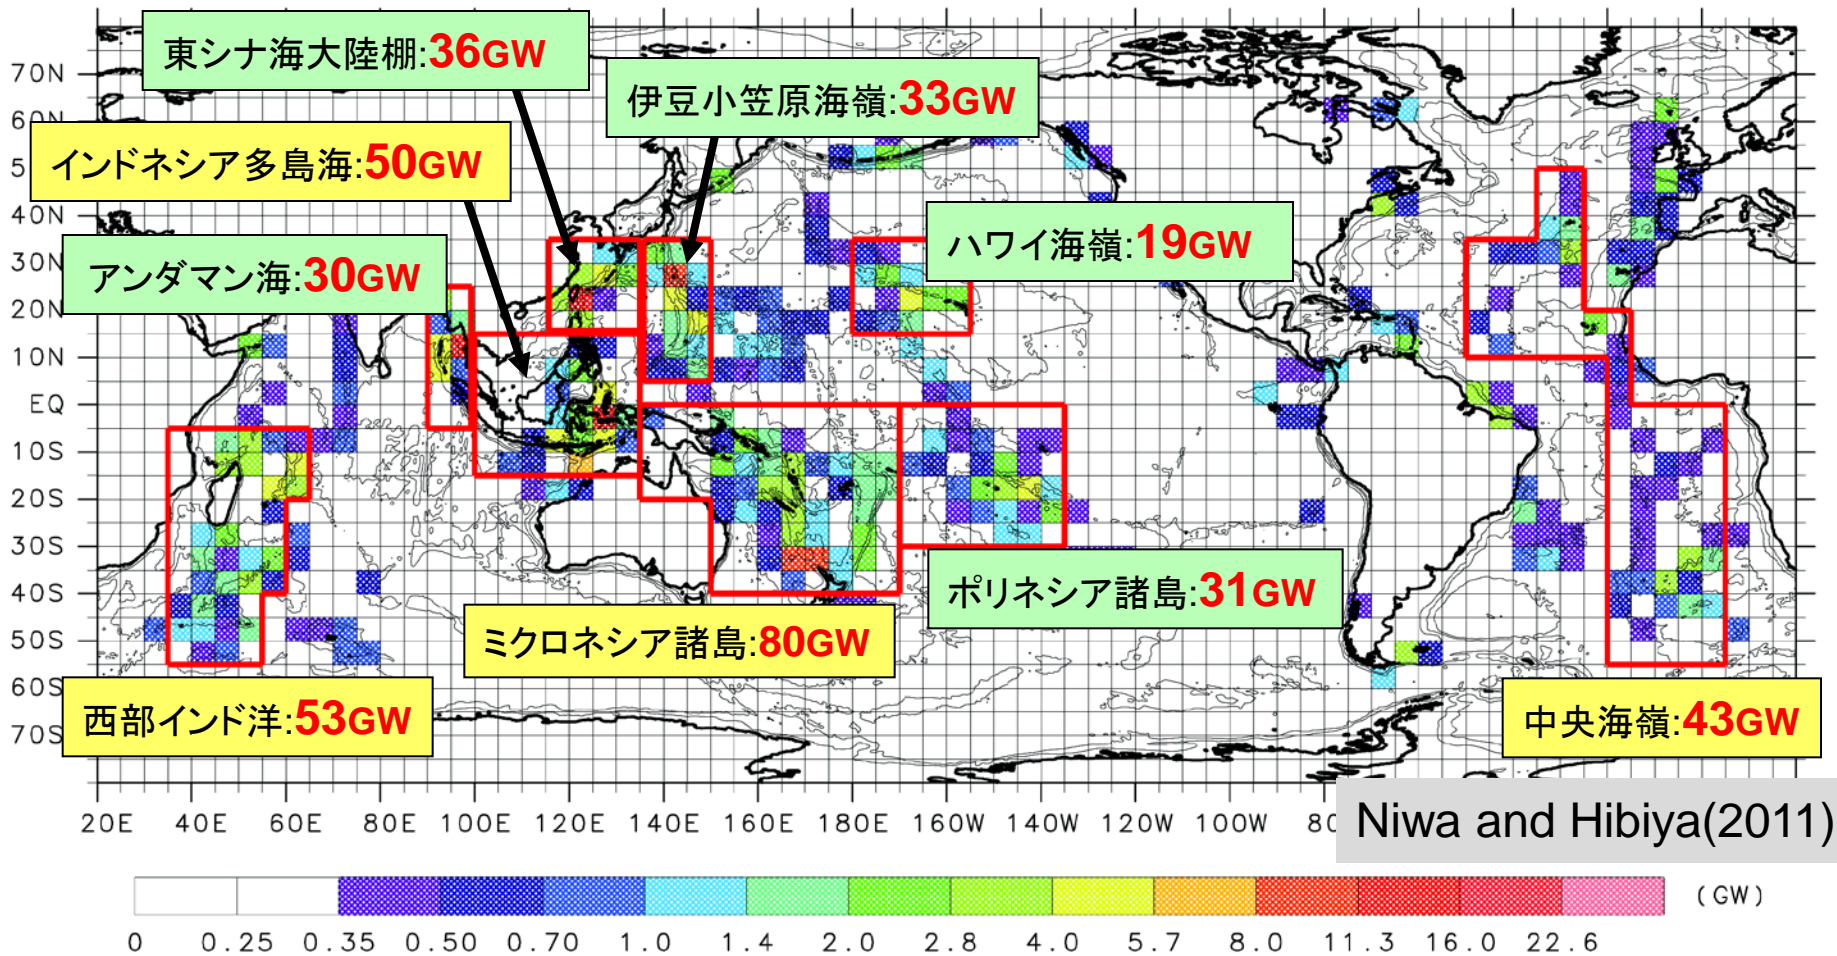 東シナ海大陸棚:36GW
伊豆小笠原海嶺:33GW
インドネシア多島海:50GW
アンダマン海:30GW
ハワイ海嶺:19GW
ポリネシア諸島:31GW
ミクロネシア諸島:80GW
西部インド洋:53GW
中央海嶺:43GW
70N
60N
5
40N
30N
20N
10N
EQ
10S
20S
30S
40S
50S
60S
70S
20E 40E 60E 80E 100E 120E 140E 160E 180E 160W 140W 120W 100W 80
Niwa and Hibiya(2011)
(GW)
0 0.25 0.35 0.50 0.70 1.0 1.4 2.0 2.8 4.0 5.7 8.0 11.3 16.0 22.6